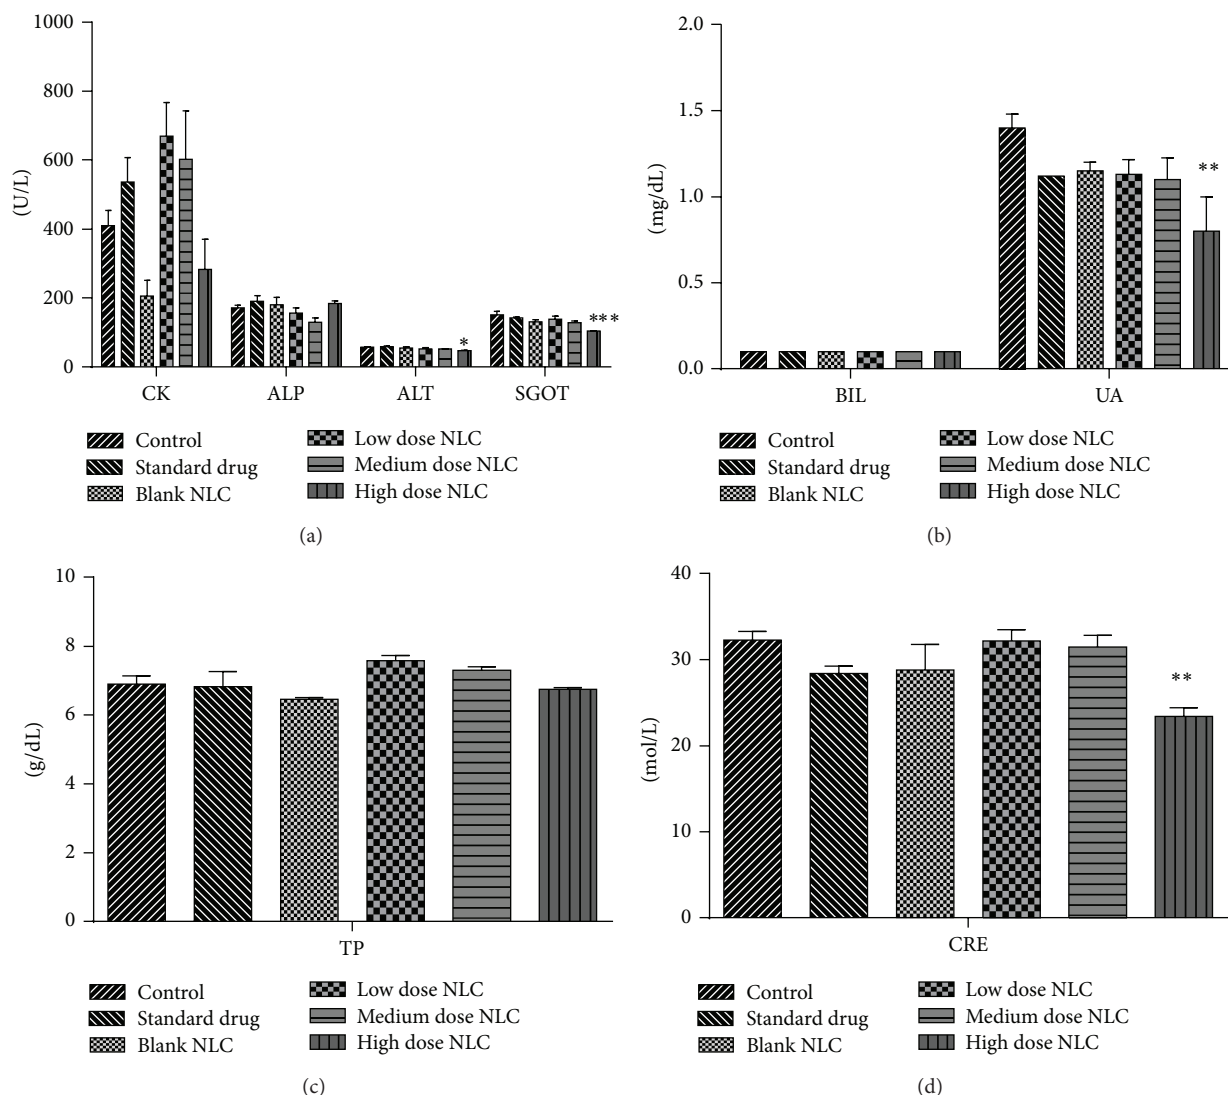 1000
800
600
400
200
0
(U/L)
*
***
CK ALP ALT SGOT
Control
Standard drug
Blank NLC
Low dose NLC
Medium dose NLC
High dose NLC
(a)
2.0
1.5
1.0
0.5
0.0
(mg/dL)
**
BIL UA
Control
Standard drug
Blank NLC
Low dose NLC
Medium dose NLC
High dose NLC
(b)
10
8
6
4
2
0
(g/dL)
TP
Control
Standard drug
Blank NLC
Low dose NLC
Medium dose NLC
High dose NLC
(c)
40
30
20
10
0
(mol/L)
**
CRE
Control
Standard drug
Blank NLC
Low dose NLC
Medium dose NLC
High dose NLC
(d)